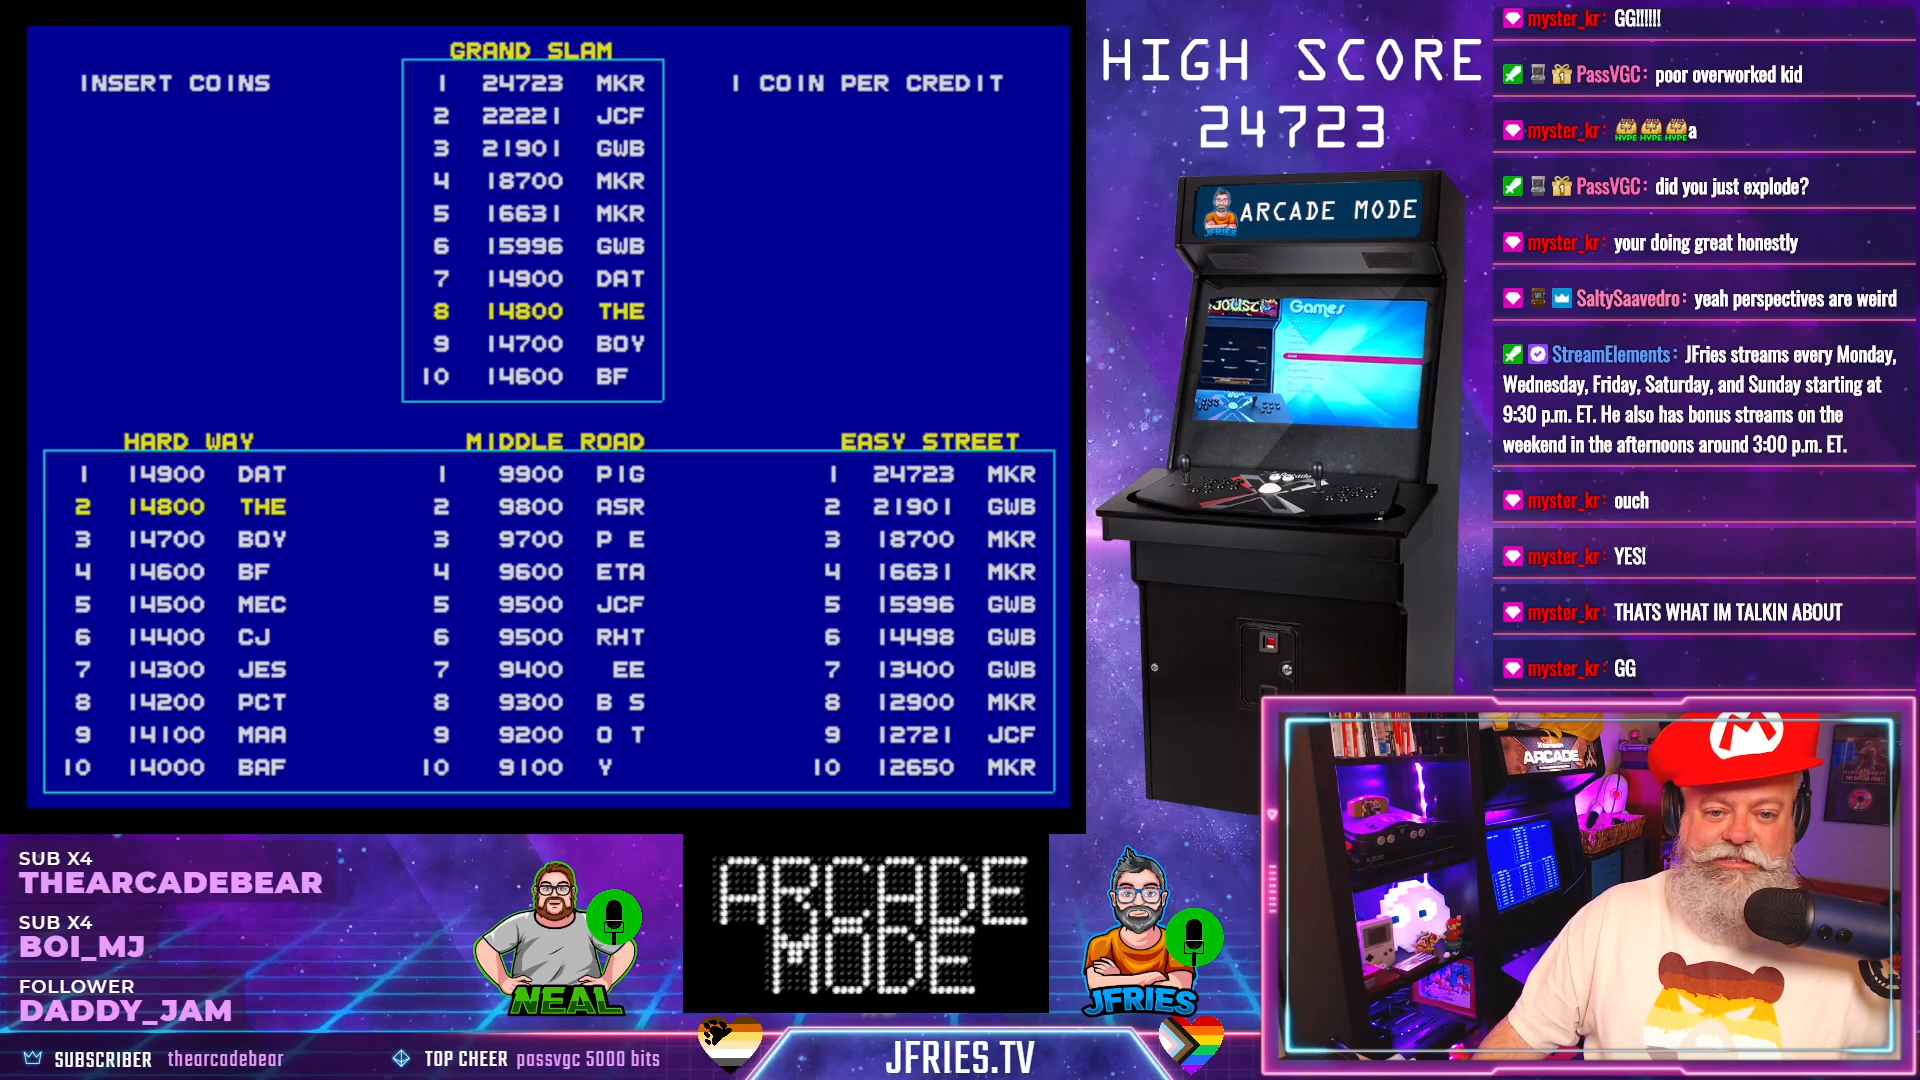 GRAND SLAM
INSERT COINS
1 COIN PER CREDIT
1 24723 MKR
2 22221 JCF
3 21901 GWB
4 18700 MKR
5 16631 MKR
6 15996 GWB
7 14900 DAT
8 14800 THE
9 14700 BOY
10 14600 BF
HARD WAY
1 14900 DAT
2 14800 THE
3 14700 BOY
4 14600 BF
5 14500 MEC
6 14400 CJ
7 14300 JES
8 14200 PCT
9 14100 MAA
10 14000 BAF
MIDDLE ROAD
1 9900 PIG
2 9800 ASR
3 9700 P E
4 9600 ETA
5 9500 JCF
6 9500 RHT
7 9400 EE
8 9300 B S
9 9200 O T
10 9100 Y
EASY STREET
1 24723 MKR
2 21901 GWB
3 18700 MKR
4 16631 MKR
5 15996 GWB
6 14498 GWB
7 13400 GWB
8 12900 MKR
9 12721 JCF
10 12650 MKR
HIGH SCORE
24723
JFRIES
ARCADE MODE
JOUST
Games
myster_kr: GG!!!!!!
PassVGC: poor overworked kid
myster_kr: HYPE HYPE HYPE a
PassVGC: did you just explode?
myster_kr: your doing great honestly
SaltySaavedro: yeah perspectives are weird
StreamElements: JFries streams every Monday,
Wednesday, Friday, Saturday, and Sunday starting at
9:30 p.m. ET. He also has bonus streams on the
weekend in the afternoons around 3:00 p.m. ET.
myster_kr: ouch
myster_kr: YES!
myster_kr: THATS WHAT IM TALKIN ABOUT
myster_kr: GG
ARCADE
M
SUB X4
THEARCADEBEAR
SUB X4
BOI_MJ
FOLLOWER
DADDY_JAM
NEAL
ARCADE
MODE
JFRIES
SUBSCRIBER thearcadebear
TOP CHEER passvgc 5000 bits
JFRIES.TV